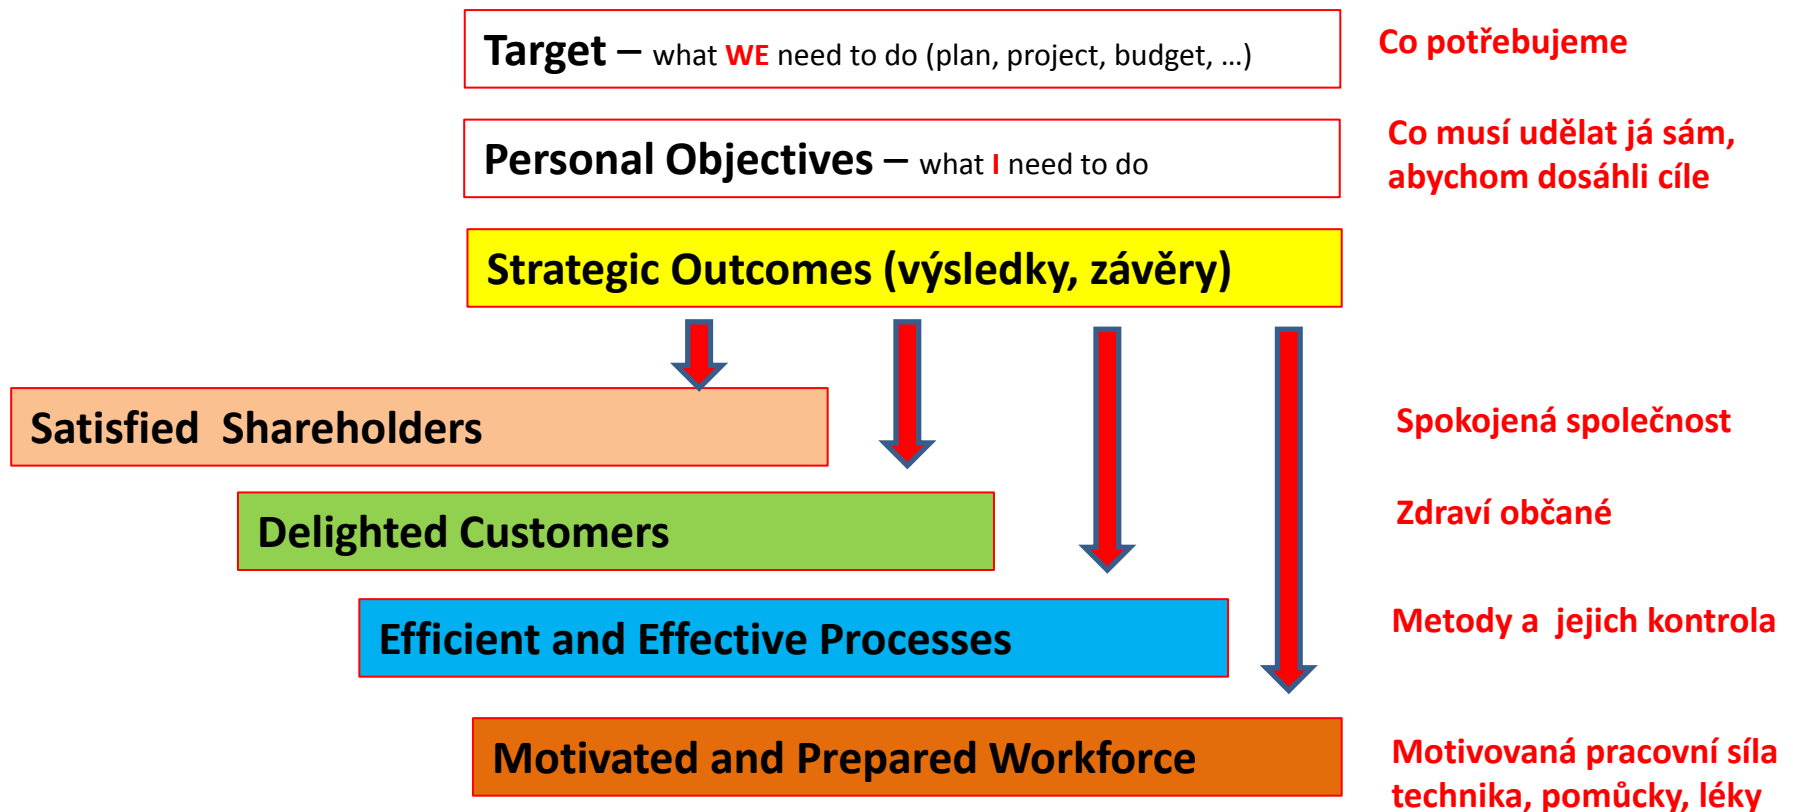 Target – what WE need to do (plan, project, budget, ...)
Co potřebujeme
Personal Objectives – what I need to do
Co musí udělat já sám,
abychom dosáhli cíle
Strategic Outcomes (výsledky, závěry)
Satisfied Shareholders
Spokojená společnost
Delighted Customers
Zdraví občané
Efficient and Effective Processes
Metody a jejich kontrola
Motivated and Prepared Workforce
Motivovaná pracovní síla
technika, pomůcky, léky